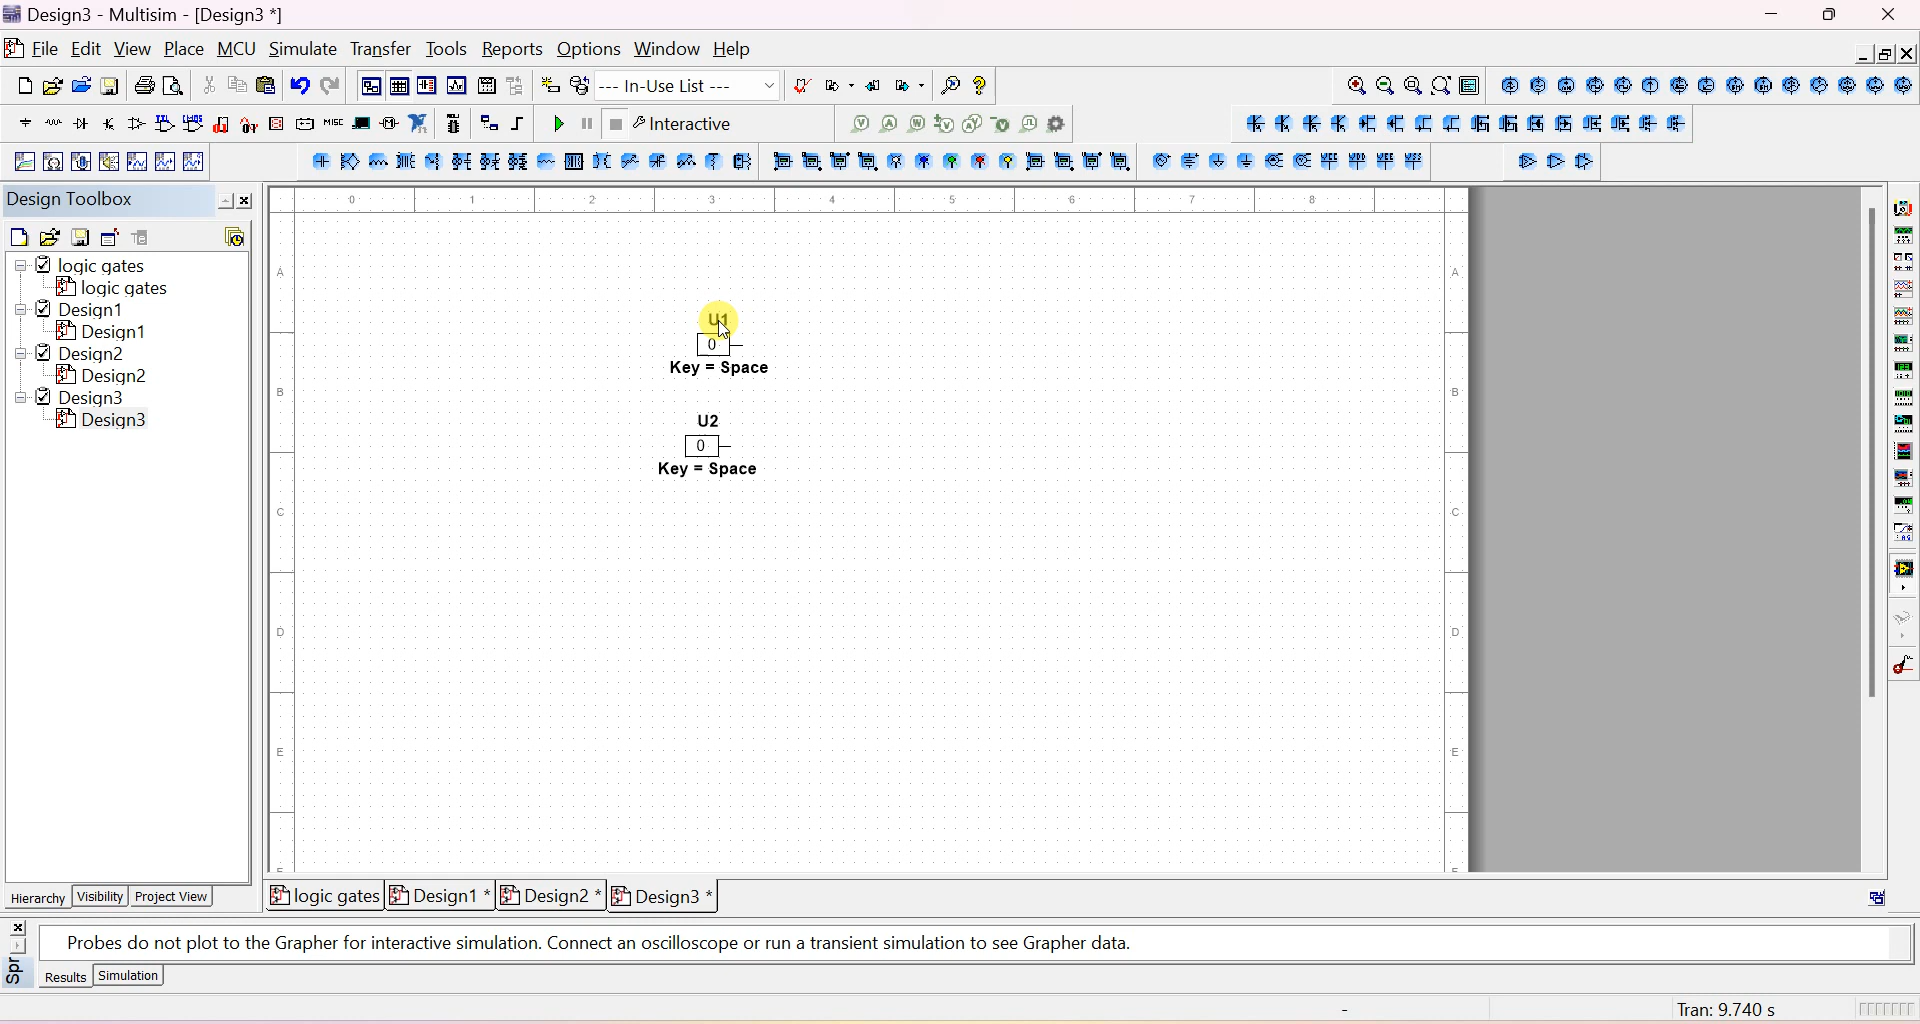 Design3 - Multisim - [Design3 *]
File Edit View Place MCU Simulate Transfer Tools Reports Options Window Help
--- In-Use List ---
MISC
Interactive
Design Toolbox
0 1 2 3 4 5 6 7 8
logic gates
logic gates
Design1
Design1
Design2
Design2
Design3
Design3
A A
U1
0
Key = Space
B B
U2
0
Key = Space
C C
D D
E E
Hierarchy Visibility Project View
logic gates Design1 * Design2 * Design3 *
Spr
Probes do not plot to the Grapher for interactive simulation. Connect an oscilloscope or run a transient simulation to see Grapher data.
Results Simulation
- Tran: 9.740 s